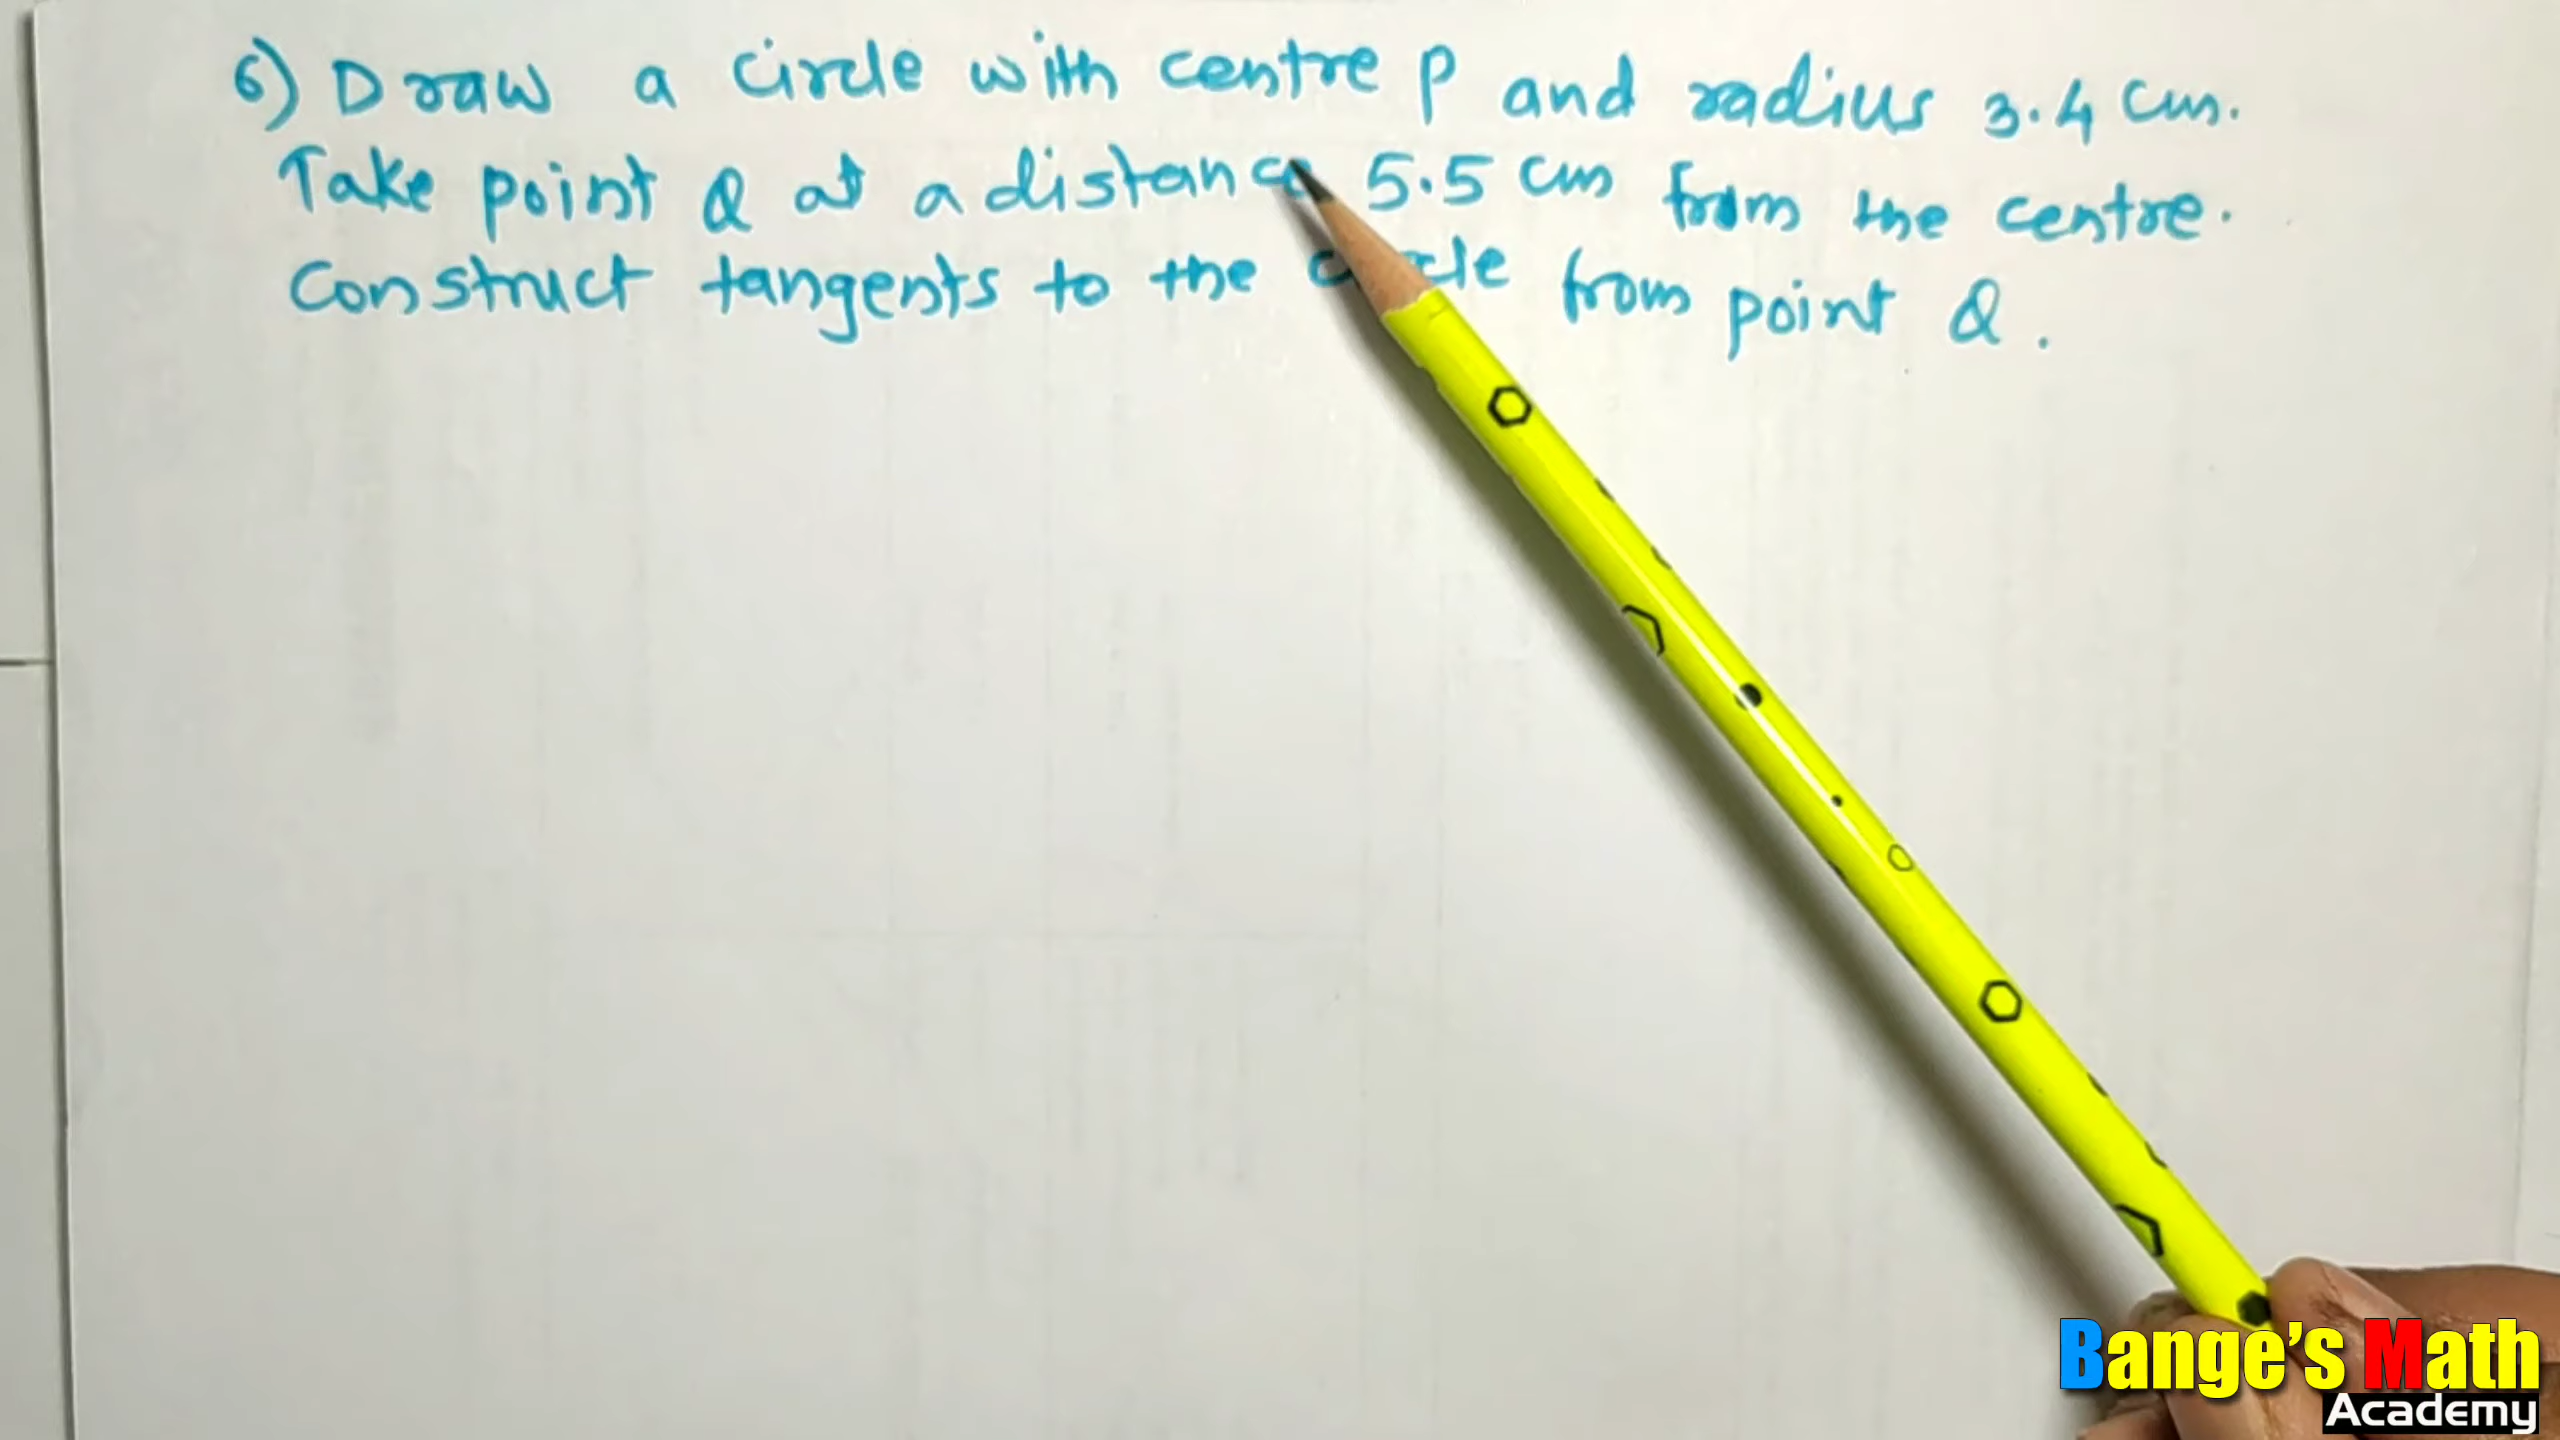 6) Draw a circle with centre P and radius 3.4 cm.
Take point Q at a distance 5.5 cm from the centre.
Construct tangents to the circle from point Q.
Bange's Math
Academy